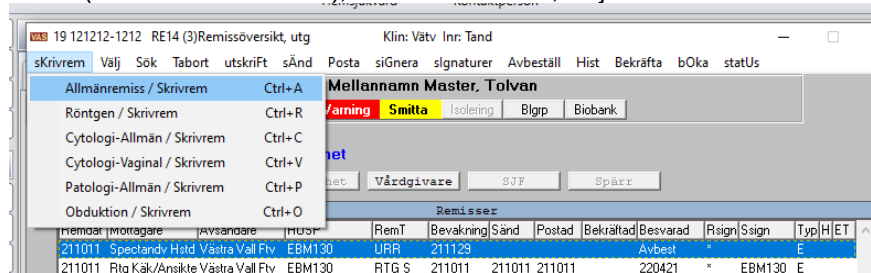 VAS 19 121212-1212 RE14 (3)Remissöversikt, utg Klin: Vätv Inr: Tand
sKrivrem Välj Sök Tabort utskriFt sÄnd Posta siGnera sIgnaturer Avbeställ Hist Bekräfta bOka statUs
Allmänremiss / Skrivrem Ctrl+A
Mellannamn Master, Tolvan
Röntgen / Skrivrem Ctrl+R
Varning Smitta Isolering Blgrp Biobank
Cytologi-Allmän / Skrivrem Ctrl+C
Cytologi-Vaginal / Skrivrem Ctrl+V
het
Patologi-Allmän / Skrivrem Ctrl+P
het Vårdgivare SJF Spärr
Obduktion / Skrivrem Ctrl+O
Remisser
Remdat Mottagare Avsändare HUSP RemT Bevakning Sänd Postad Bekräftad Besvarad Rsign Ssign Typ H ET
211011 Spectandv Hstd Västra Vall Ftv EBM130 URR 211129 Avbest * E
211011 Rtg Käk/Ansikte Västra Vall Ftv EBM130 RTG S 211011 211011 211011 220421 * EBM130 E